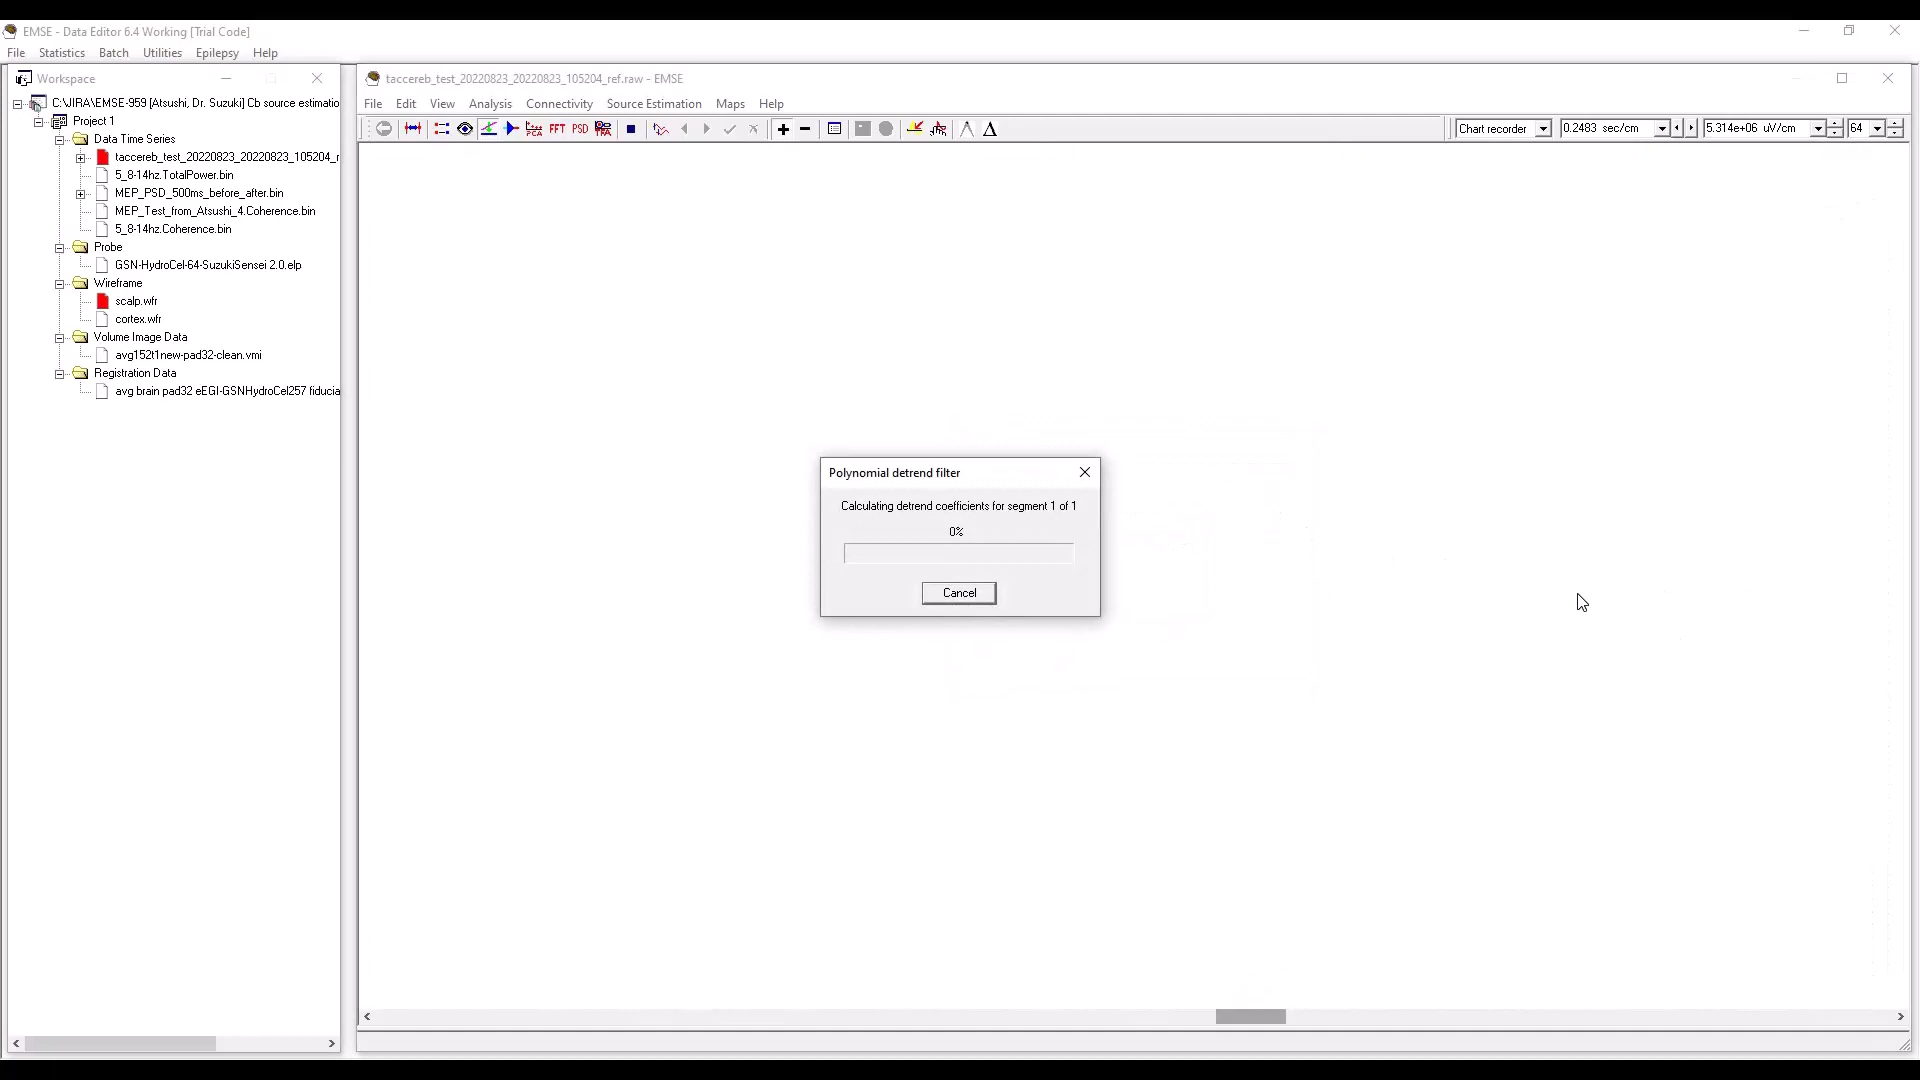 EMSE - Data Editor 6.4 Working [Trial Code]
File Statistics Batch Utilities Epilepsy Help
Workspace
C:\JIRA\EMSE-959 [Atsushi, Dr. Suzuki] Cb source estimatio
Project 1
Data Time Series
taccereb_test_20220823_20220823_105204_r
5_8-14hz.TotalPower.bin
MEP_PSD_500ms_before_after.bin
MEP_Test_from_Atsushi_4.Coherence.bin
5_8-14hz.Coherence.bin
Probe
GSN-HydroCel-64-SuzukiSensei 2.0.elp
Wireframe
scalp.wfr
cortex.wfr
Volume Image Data
avg152t1new-pad32-clean.vmi
Registration Data
avg brain pad32 eEGI-GSNHydroCel257 fiducia
taccereb_test_20220823_20220823_105204_ref.raw - EMSE
File Edit View Analysis Connectivity Source Estimation Maps Help
PCA FFT PSD Chart recorder 0.2483 sec/cm 5.314e+06 uV/cm 64
Polynomial detrend filter
Calculating detrend coefficients for segment 1 of 1
0%
Cancel